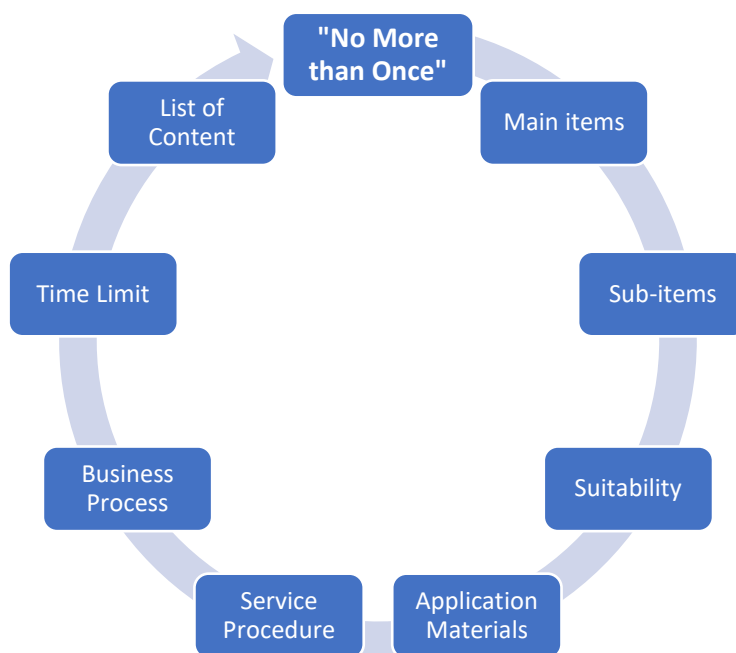 "No More
than Once"
Main items
Sub-items
Suitability
Application
Materials
Service
Procedure
Business
Process
Time Limit
List of
Content